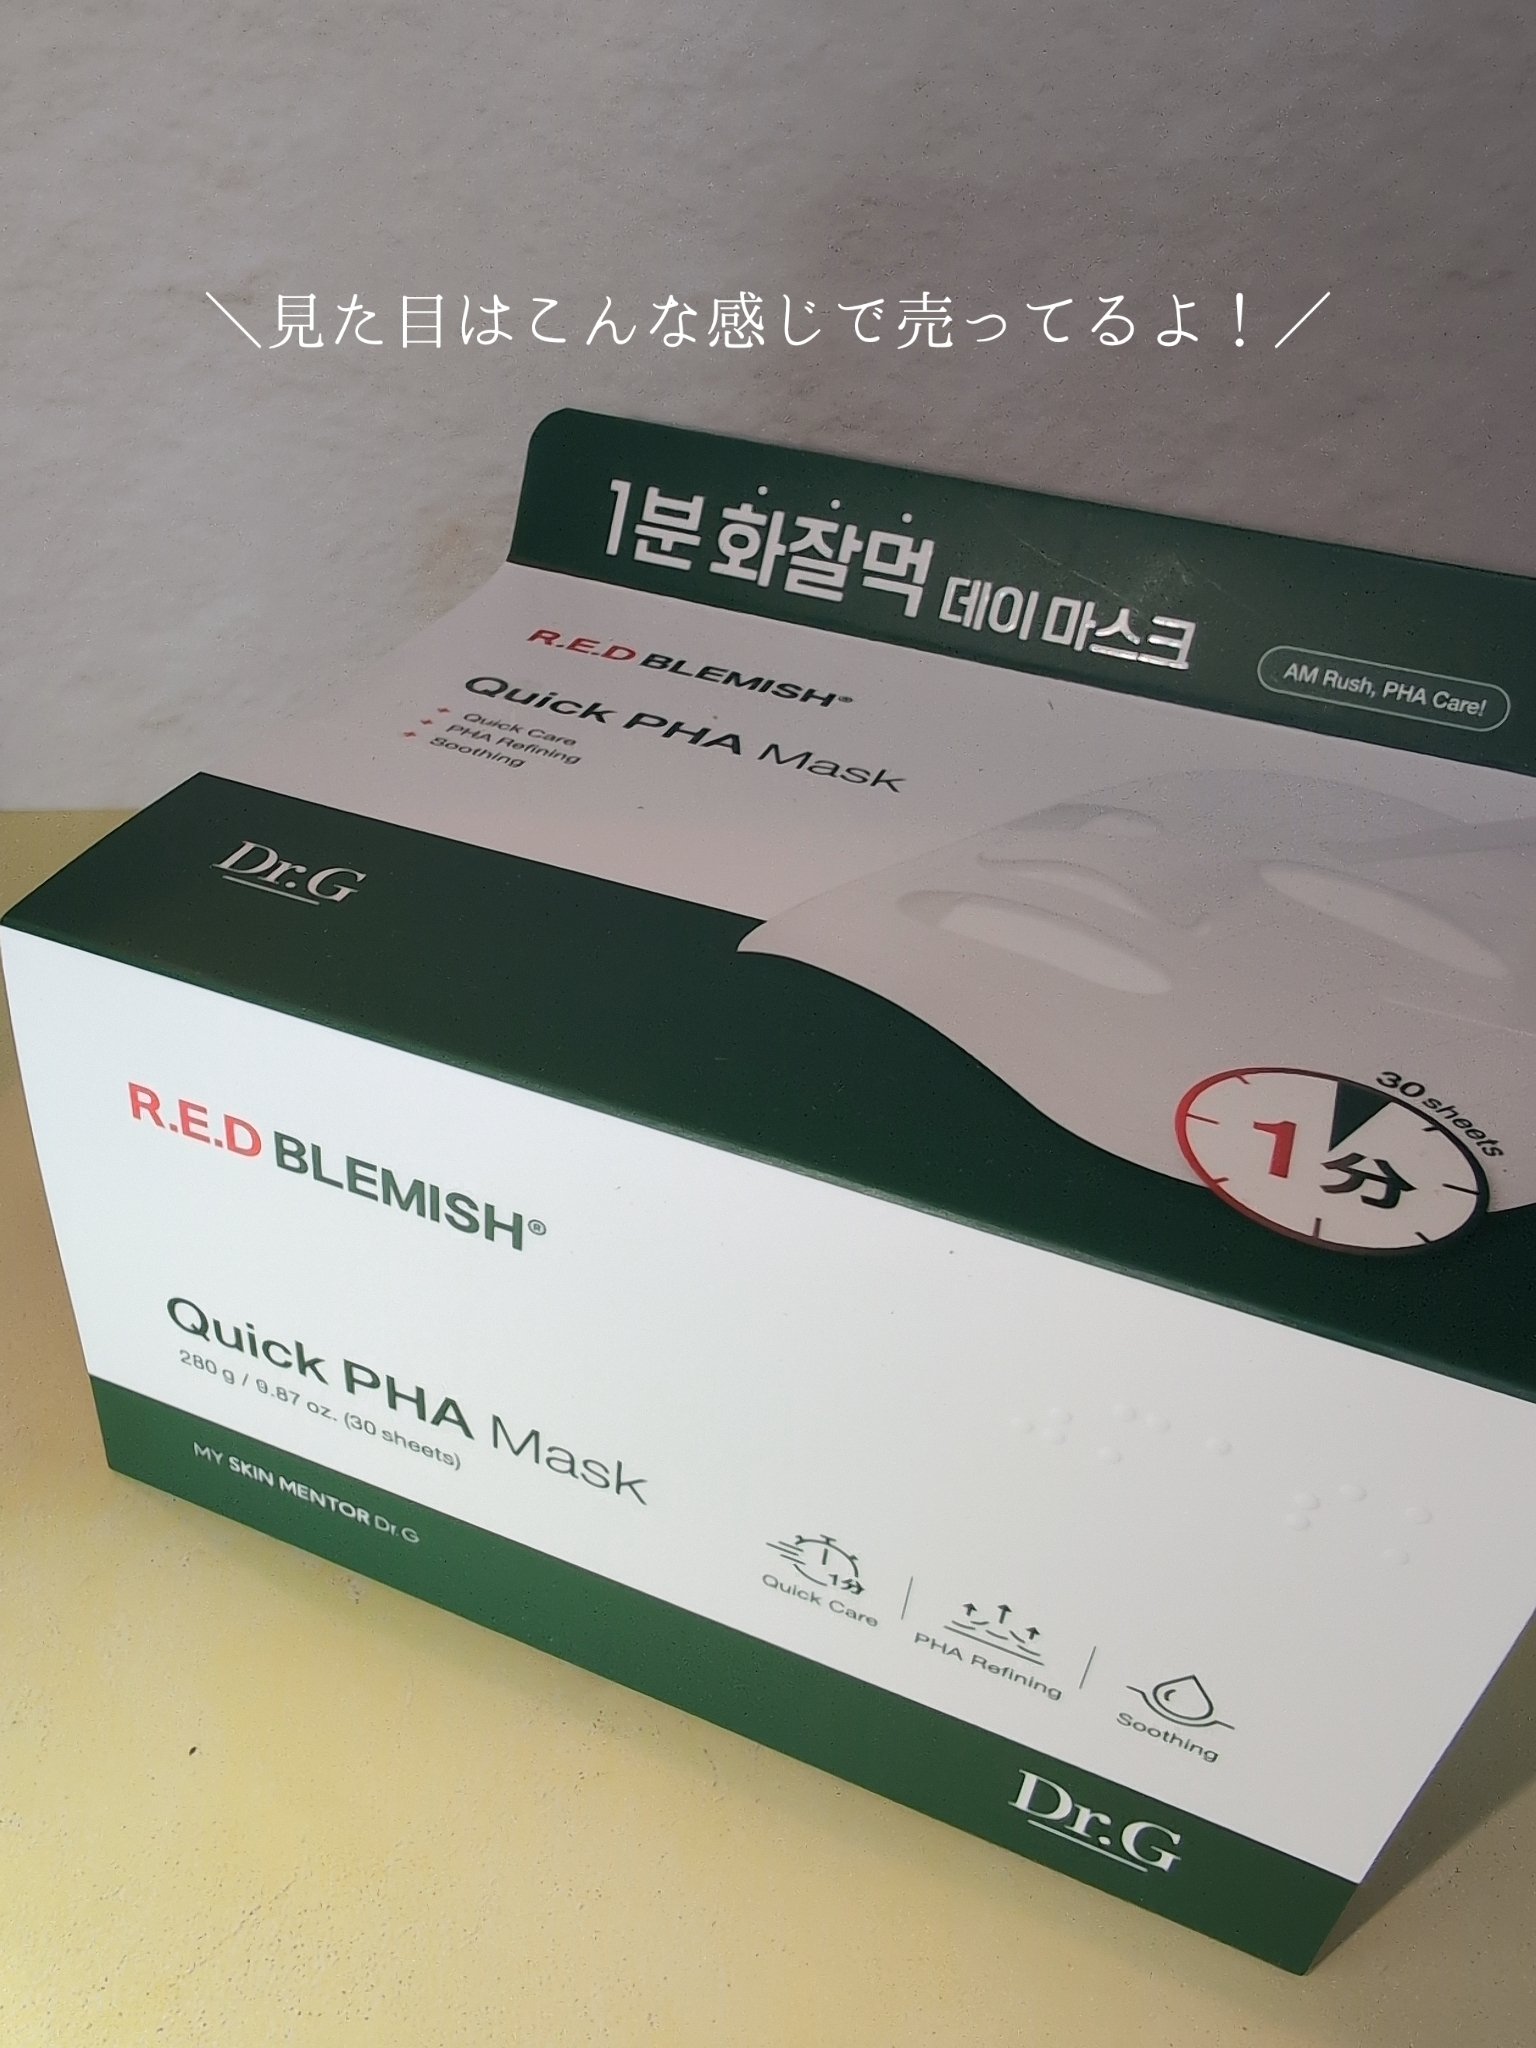 ＼見た目はこんな感じで売ってるよ！／
1분 화잘먹 데이 마스크
AM Rush, PHA Care!
R.E.D BLEMISH®
Quick PHA Mask
Quick Care
PHA Refining
Soothing
Dr.G
30 sheets
1分
R.E.D BLEMISH®
Quick PHA Mask
280 g / 9.87 oz. (30 sheets)
MY SKIN MENTOR Dr.G
1分
Quick Care
PHA Refining
Soothing
Dr.G